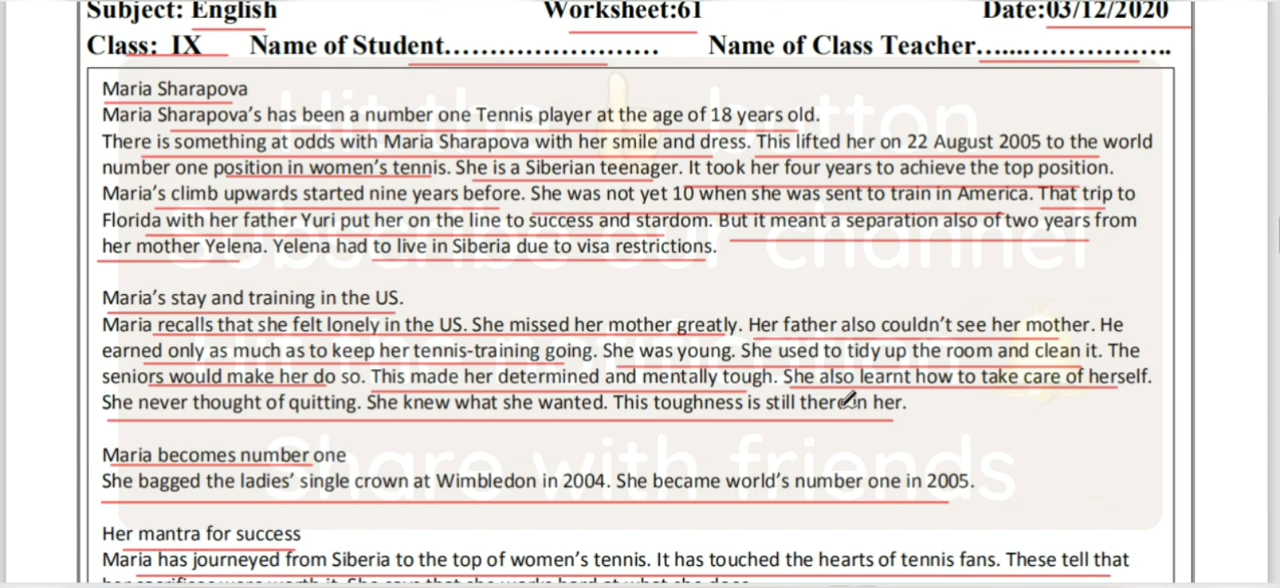 Subject: English Worksheet:61 Date:03/12/2020
Class: IX Name of Student........................ Name of Class Teacher......................
Maria Sharapova
Maria Sharapova's has been a number one Tennis player at the age of 18 years old.
There is something at odds with Maria Sharapova with her smile and dress. This lifted her on 22 August 2005 to the world
number one position in women's tennis. She is a Siberian teenager. It took her four years to achieve the top position.
Maria's climb upwards started nine years before. She was not yet 10 when she was sent to train in America. That trip to
Florida with her father Yuri put her on the line to success and stardom. But it meant a separation also of two years from
her mother Yelena. Yelena had to live in Siberia due to visa restrictions.
Maria's stay and training in the US.
Maria recalls that she felt lonely in the US. She missed her mother greatly. Her father also couldn't see her mother. He
earned only as much as to keep her tennis-training going. She was young. She used to tidy up the room and clean it. The
seniors would make her do so. This made her determined and mentally tough. She also learnt how to take care of herself.
She never thought of quitting. She knew what she wanted. This toughness is still there in her.
Maria becomes number one
She bagged the ladies' single crown at Wimbledon in 2004. She became world's number one in 2005.
Her mantra for success
Maria has journeyed from Siberia to the top of women's tennis. It has touched the hearts of tennis fans. These tell that
Hit the button
Subscribe our channel
Share with friends